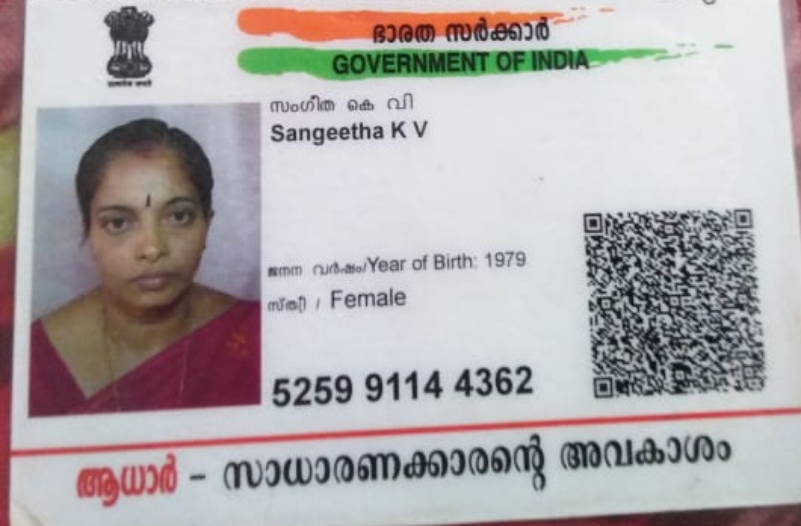 ഭാരത സർക്കാർ
GOVERNMENT OF INDIA
സംഗീത കെ വി
Sangeetha K V
ജനന വർഷം/Year of Birth: 1979
സ്ത്രീ / Female
5259 9114 4362
ആധാർ – സാധാരണക്കാരന്റെ അവകാശം